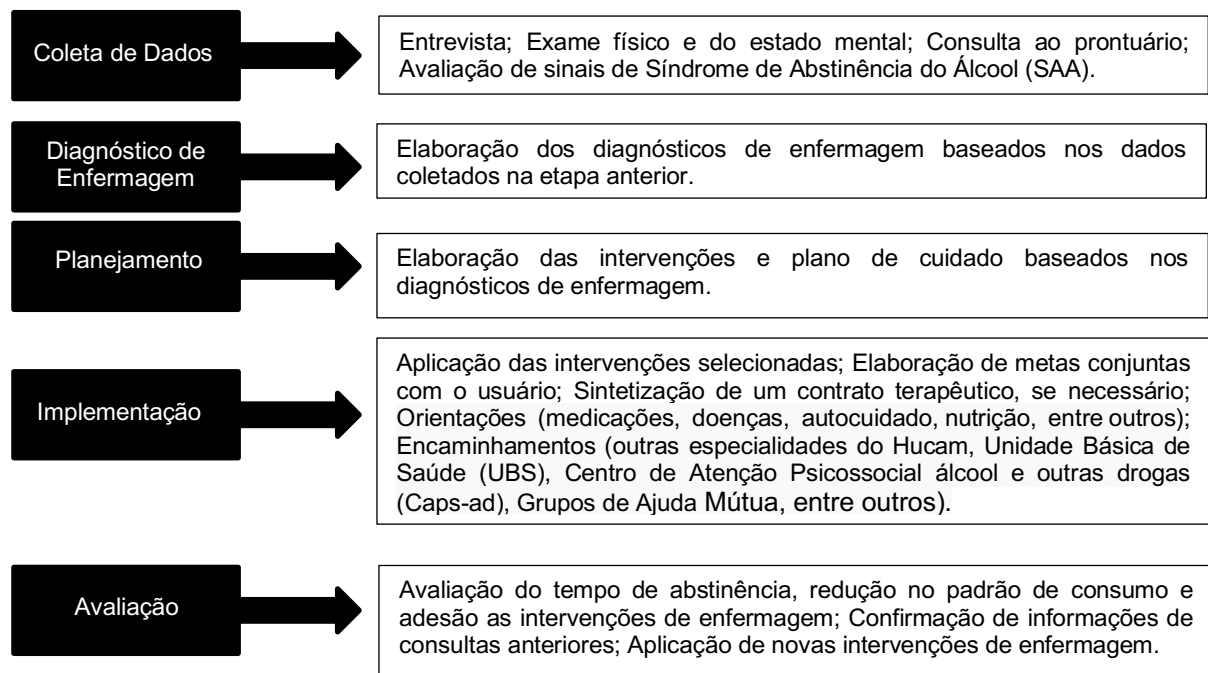 Coleta de Dados
Entrevista; Exame físico e do estado mental; Consulta ao prontuário;
Avaliação de sinais de Síndrome de Abstinência do Álcool (SAA).
Diagnóstico de
Enfermagem
Elaboração dos diagnósticos de enfermagem baseados nos dados
coletados na etapa anterior.
Planejamento
Elaboração das intervenções e plano de cuidado baseados nos
diagnósticos de enfermagem.
Implementação
Aplicação das intervenções selecionadas; Elaboração de metas conjuntas
com o usuário; Sintetização de um contrato terapêutico, se necessário;
Orientações (medicações, doenças, autocuidado, nutrição, entre outros);
Encaminhamentos (outras especialidades do Hucam, Unidade Básica de
Saúde (UBS), Centro de Atenção Psicossocial álcool e outras drogas
(Caps-ad), Grupos de Ajuda Mútua, entre outros).
Avaliação
Avaliação do tempo de abstinência, redução no padrão de consumo e
adesão as intervenções de enfermagem; Confirmação de informações de
consultas anteriores; Aplicação de novas intervenções de enfermagem.